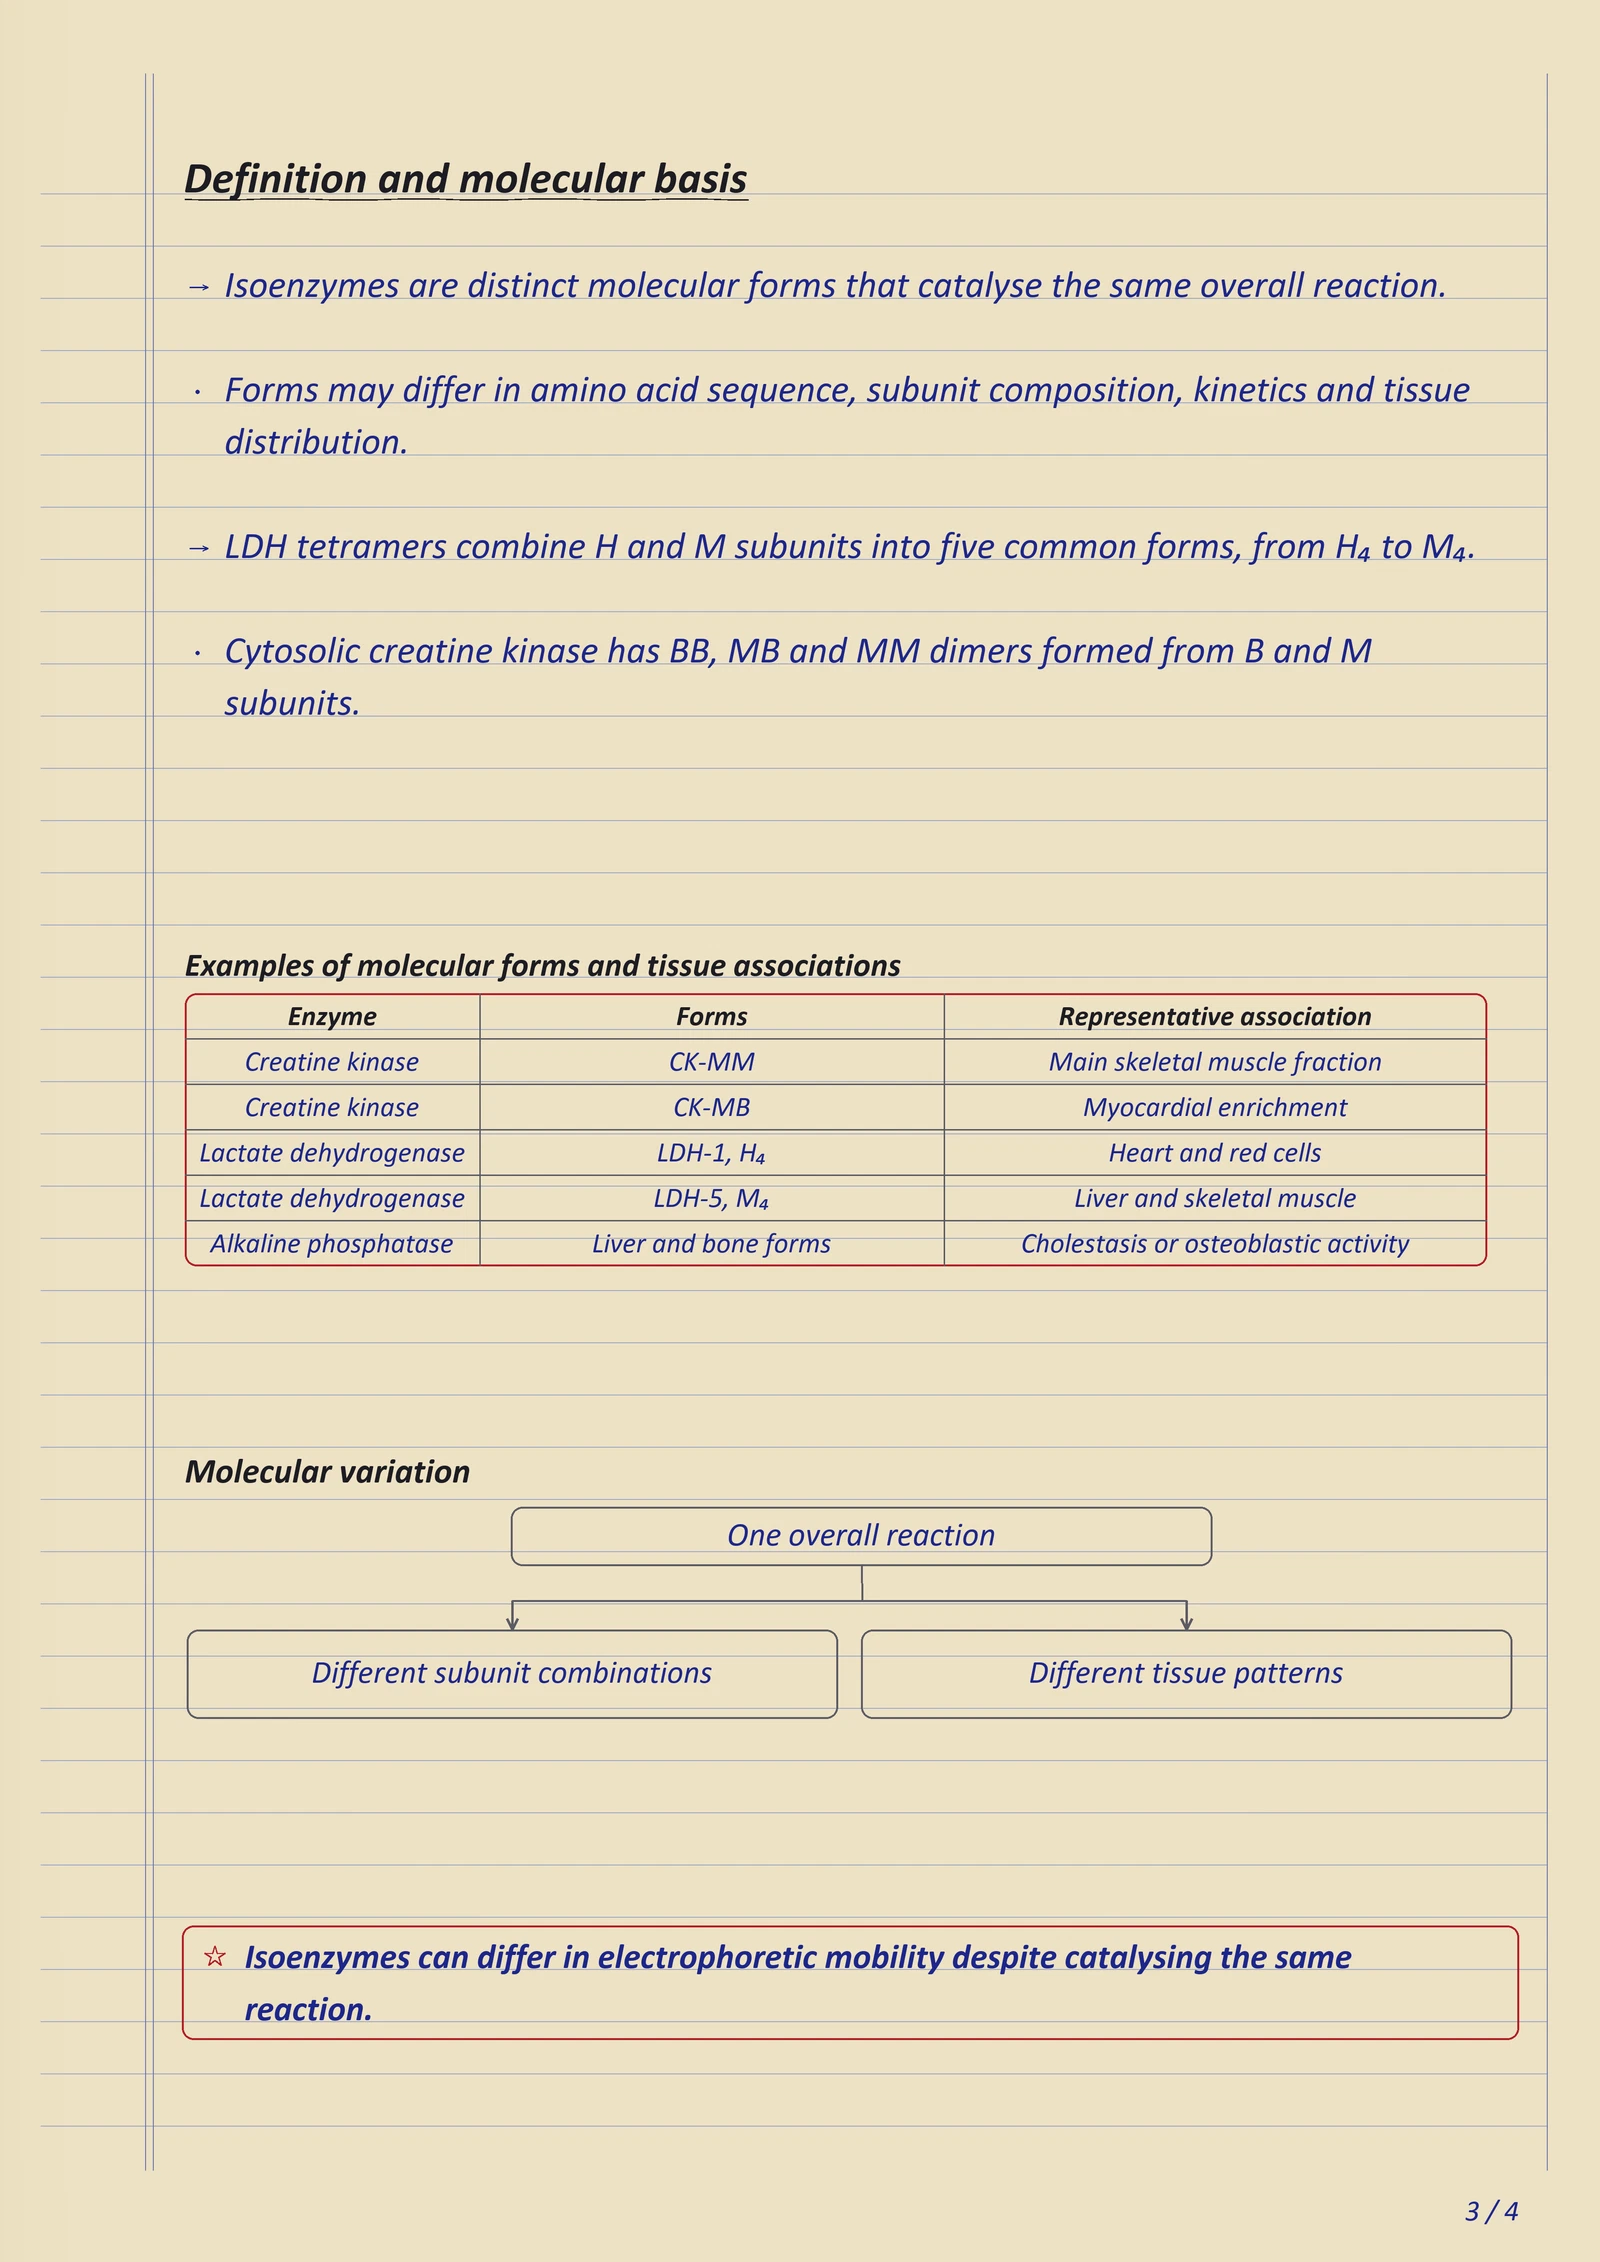 Definition and molecular basis
→ Isoenzymes are distinct molecular forms that catalyse the same overall reaction.
· Forms may differ in amino acid sequence, subunit composition, kinetics and tissue
distribution.
→ LDH tetramers combine H and M subunits into five common forms, from H₄ to M₄.
· Cytosolic creatine kinase has BB, MB and MM dimers formed from B and M
subunits.
Examples of molecular forms and tissue associations
Enzyme Forms Representative association
Creatine kinase CK-MM Main skeletal muscle fraction
Creatine kinase CK-MB Myocardial enrichment
Lactate dehydrogenase LDH-1, H₄ Heart and red cells
Lactate dehydrogenase LDH-5, M₄ Liver and skeletal muscle
Alkaline phosphatase Liver and bone forms Cholestasis or osteoblastic activity
Molecular variation
One overall reaction
Different subunit combinations Different tissue patterns
☆ Isoenzymes can differ in electrophoretic mobility despite catalysing the same
reaction.
3 / 4